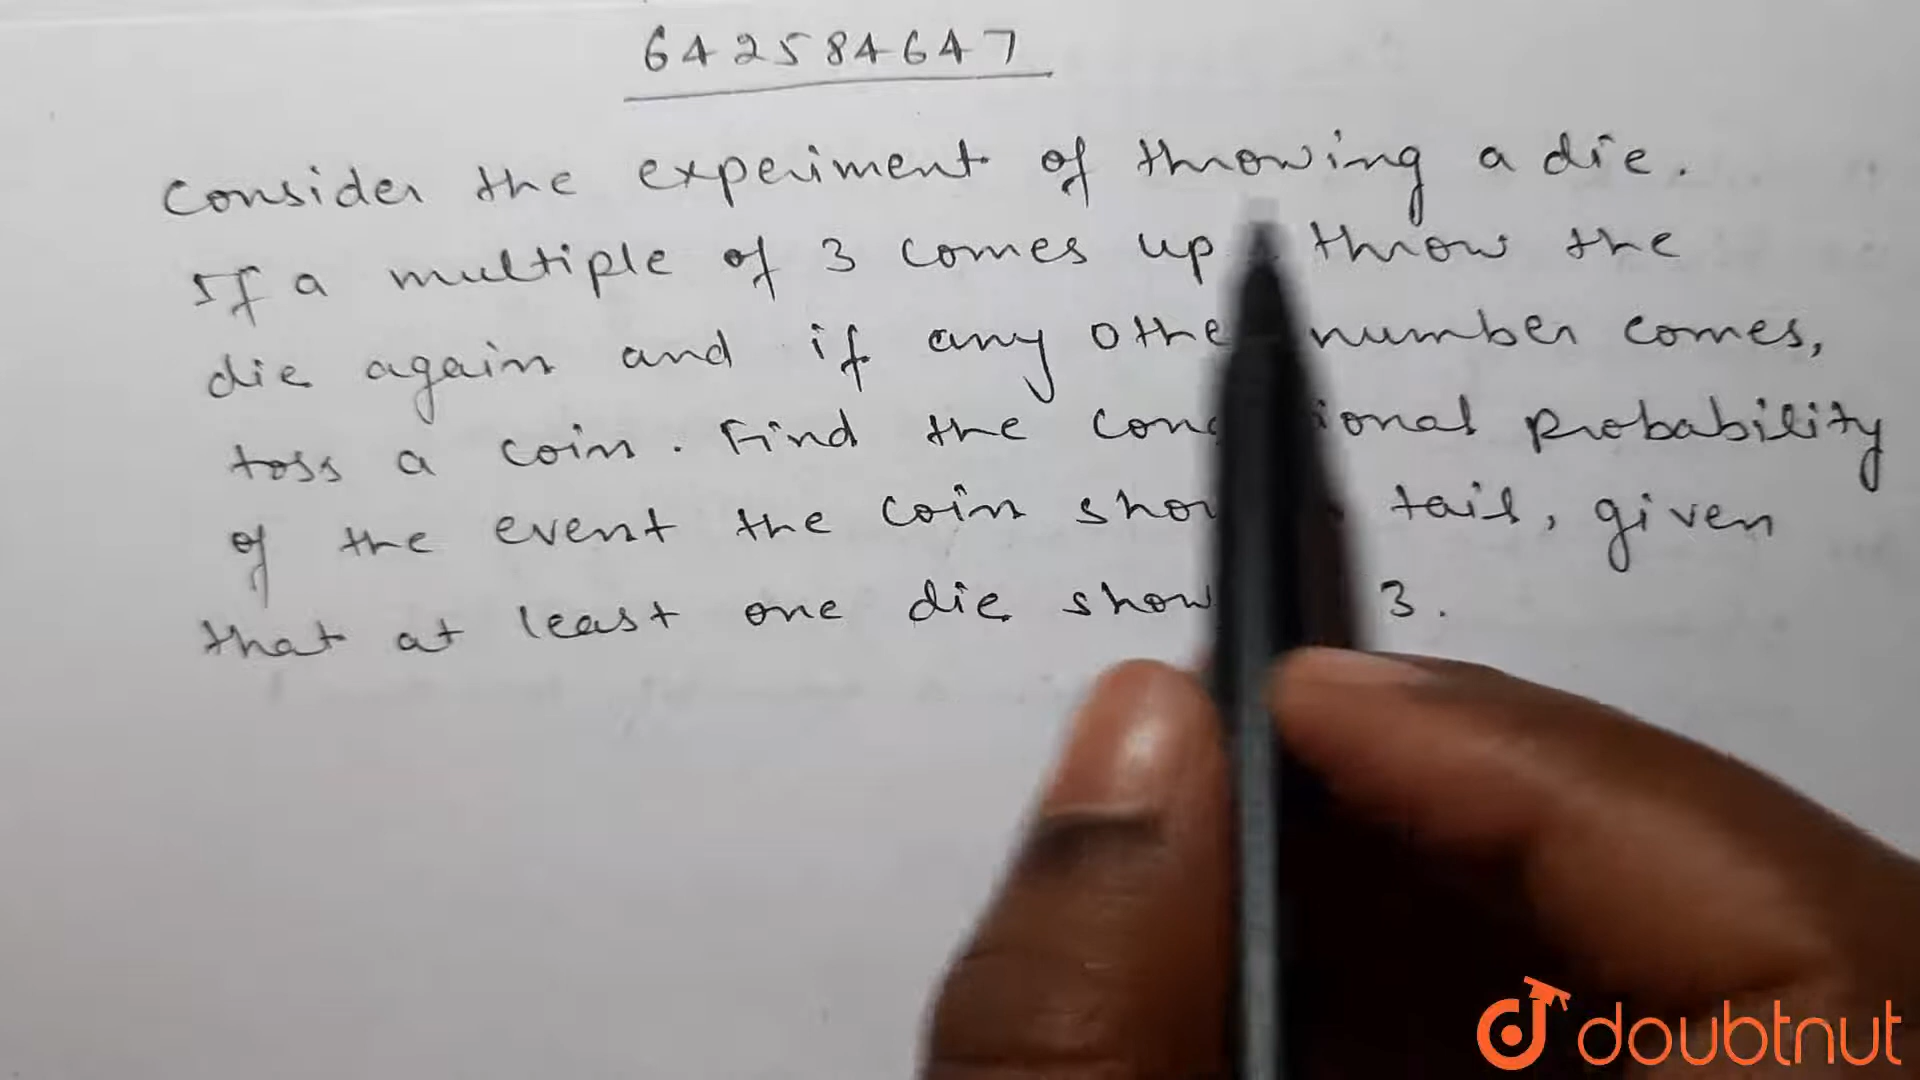 642584647
Consider the experiment of throwing a die.
If a multiple of 3 comes up throw the
die again and if any other number comes,
toss a coin. Find the conditional probability
of the event the coin shows tail, given
that at least one die show 3.
doubtnut